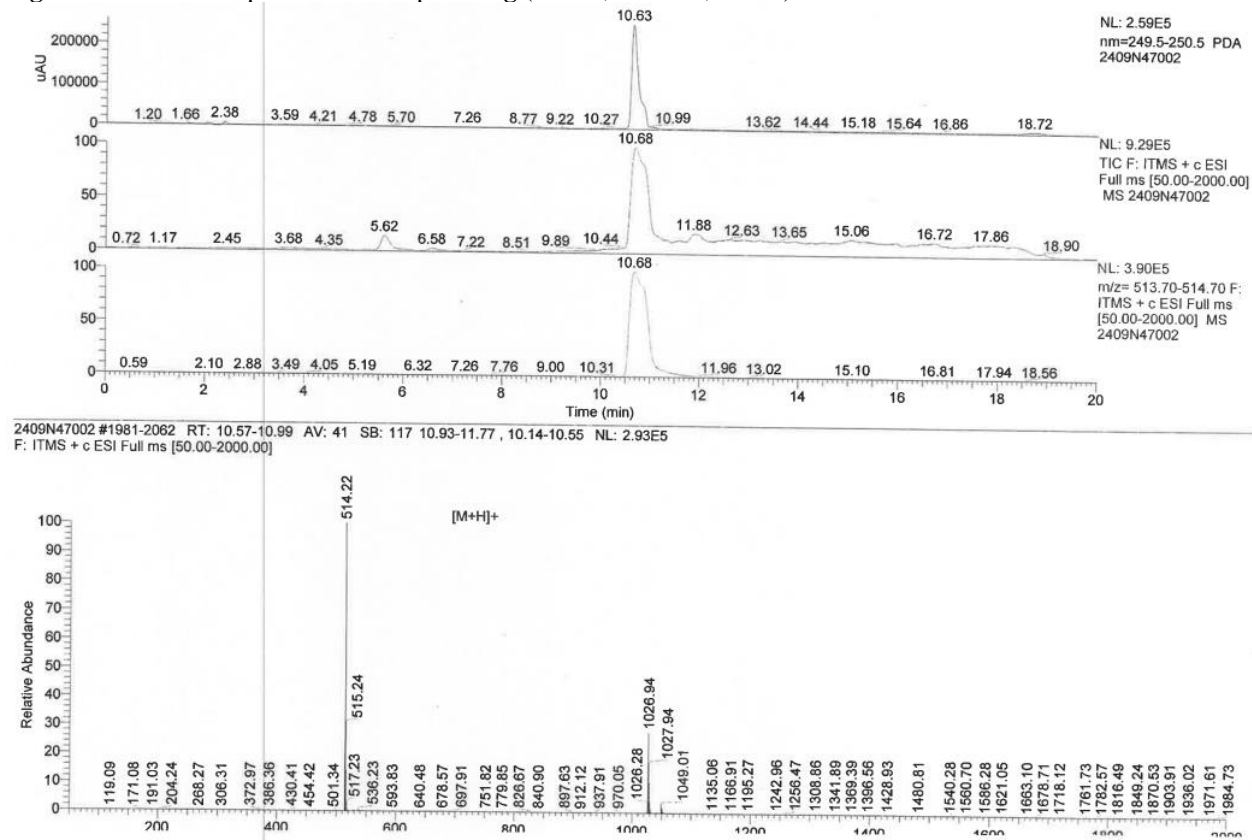 10.63
NL: 2.59E5
nm=249.5-250.5 PDA
2409N47002
200000
uAU
100000
0
1.20 1.66 2.38 3.59 4.21 4.78 5.70 7.26 8.77 9.22 10.27 10.99 13.62 14.44 15.18 15.64 16.86 18.72
10.68
NL: 9.29E5
TIC F: ITMS + c ESI
Full ms [50.00-2000.00]
MS 2409N47002
100
50
0
0.72 1.17 2.45 3.68 4.35 5.62 6.58 7.22 8.51 9.89 10.44 11.88 12.63 13.65 15.06 16.72 17.86 18.90
10.68
NL: 3.90E5
m/z= 513.70-514.70 F:
ITMS + c ESI Full ms
[50.00-2000.00] MS
2409N47002
100
50
0
0.59 2.10 2.88 3.49 4.05 5.19 6.32 7.26 7.76 9.00 10.31 11.96 13.02 15.10 16.81 17.94 18.56
0 2 4 6 8 10 12 14 16 18 20
Time (min)
2409N47002 #1981-2062 RT: 10.57-10.99 AV: 41 SB: 117 10.93-11.77 , 10.14-10.55 NL: 2.93E5
F: ITMS + c ESI Full ms [50.00-2000.00]
514.22
[M+H]+
100
90
80
70
60
50
40
30
20
10
0
Relative Abundance
515.24
1026.94
1027.94
119.09 171.08 191.03 204.24 268.27 306.31 372.97 386.36 430.41 454.42 501.34 517.23 536.23 593.83 640.48 678.57 697.91 751.82 779.85 826.67 840.90 897.63 912.12 937.91 970.05 1026.28 1049.01 1135.06 1166.91 1195.27 1242.96 1256.47 1308.86 1341.89 1369.39 1396.56 1428.93 1480.81 1540.28 1560.70 1586.28 1621.05 1663.10 1678.71 1718.12 1761.73 1782.57 1816.49 1849.24 1870.53 1903.91 1936.02 1971.61 1984.73
200 400 600 800 1000 1200 1400 1600 1800 2000